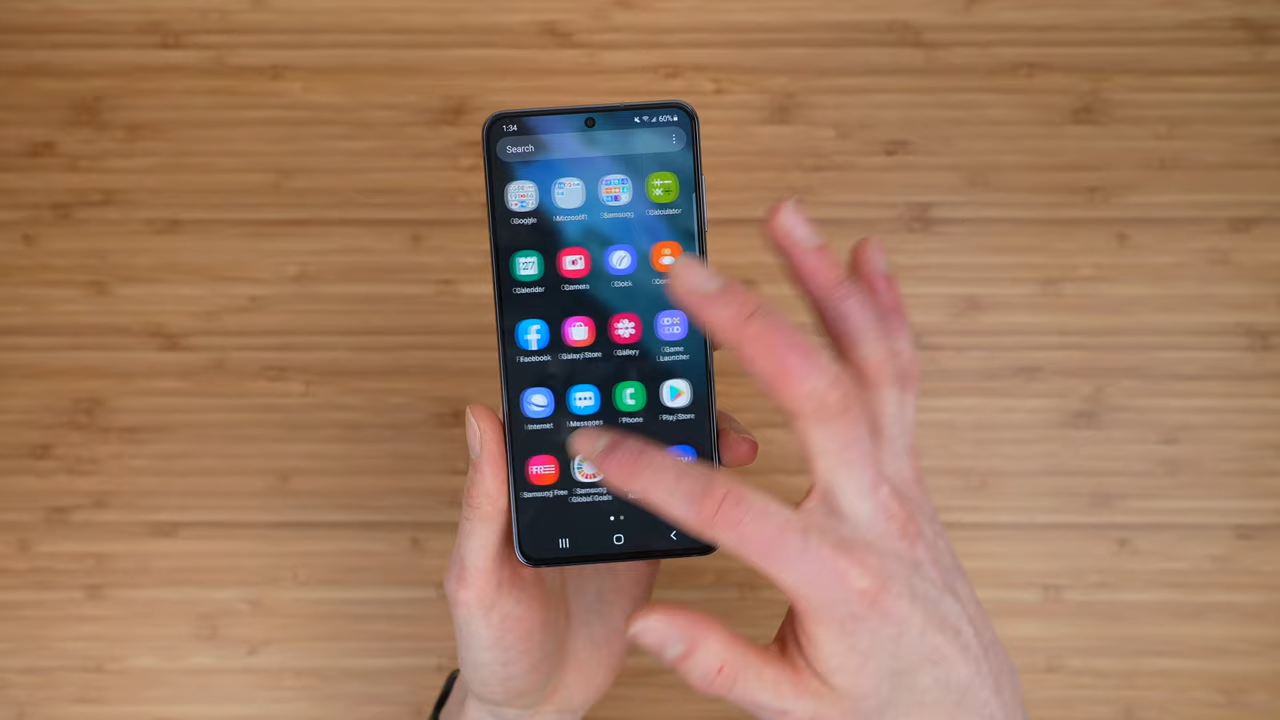 1:34
60%
Search
Google
Microsoft
Samsung
Calculator
27
Calendar
Camera
Clock
Facebook
Galaxy Store
Gallery
Game
Launcher
Internet
Messages
Phone
Play Store
FREE
Samsung Free
Samsung
Global Goals